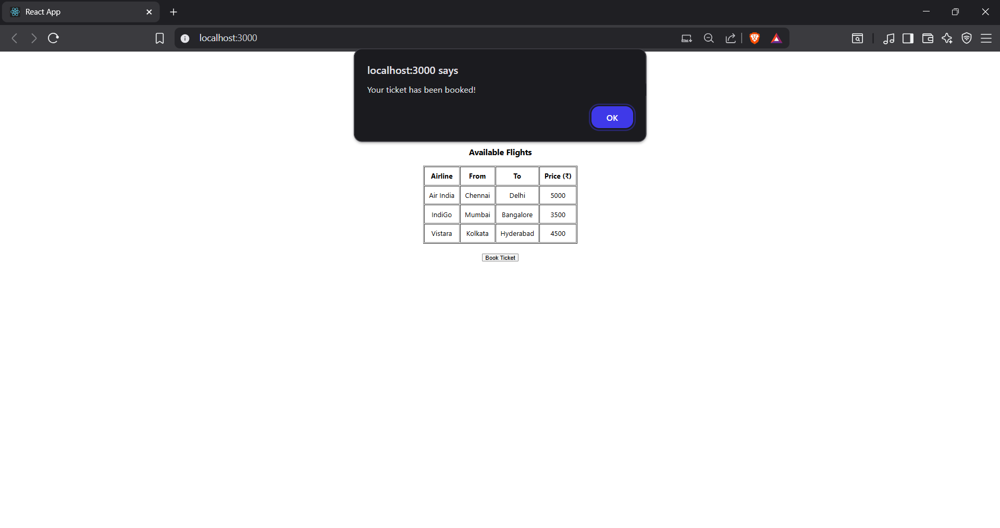 React App
localhost:3000
localhost:3000 says
Your ticket has been booked!
OK
Available Flights
Airline From To Price (₹)
Air India Chennai Delhi 5000
IndiGo Mumbai Bangalore 3500
Vistara Kolkata Hyderabad 4500
Book Ticket